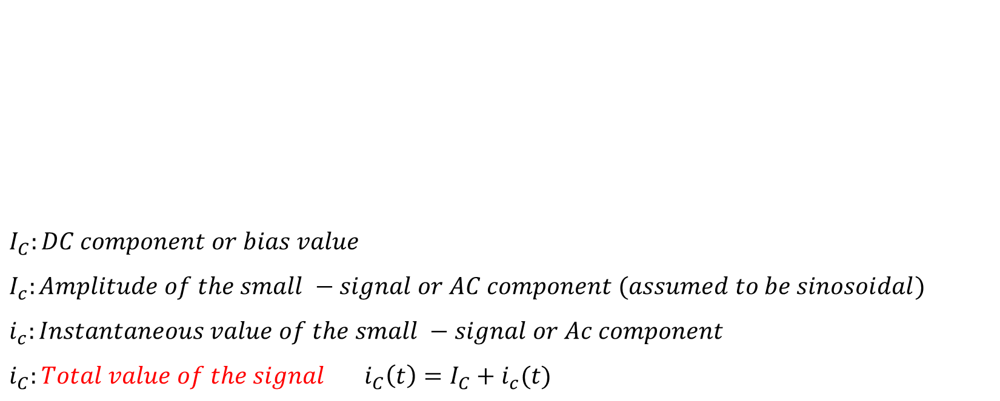 I_C: DC component or bias value
I_c: Amplitude of the small − signal or AC component (assumed to be sinosoidal)
i_c: Instantaneous value of the small − signal or Ac component
i_C: Total value of the signal i_C(t) = I_C + i_c(t)